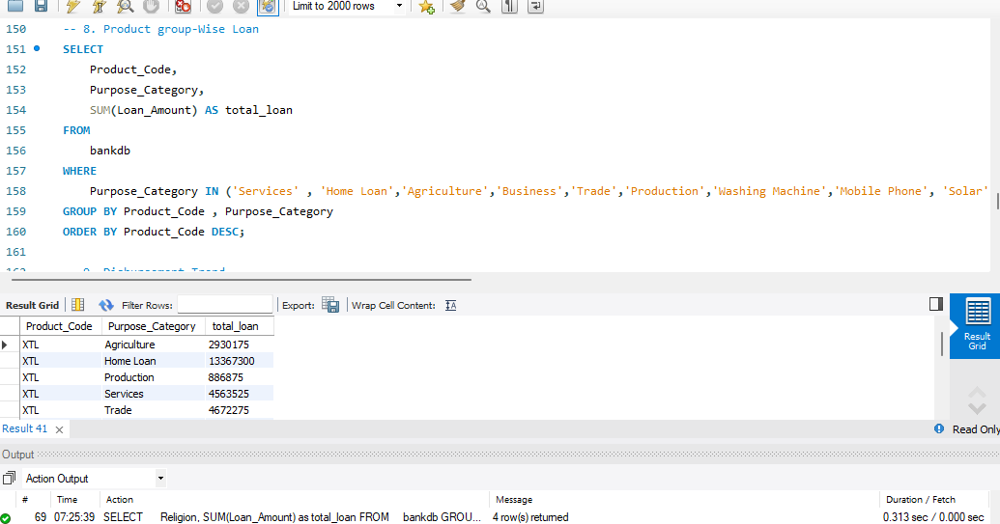 Limit to 2000 rows
150 -- 8. Product group-Wise Loan
151 SELECT
152 Product_Code,
153 Purpose_Category,
154 SUM(Loan_Amount) AS total_loan
155 FROM
156 bankdb
157 WHERE
158 Purpose_Category IN ('Services' , 'Home Loan','Agriculture','Business','Trade','Production','Washing Machine','Mobile Phone', 'Solar'
159 GROUP BY Product_Code , Purpose_Category
160 ORDER BY Product_Code DESC;
161
Result Grid Filter Rows: Export: Wrap Cell Content: IA
Product_Code Purpose_Category total_loan
XTL Agriculture 2930175
XTL Home Loan 13367300
XTL Production 886875
XTL Services 4563525
XTL Trade 4672275
Result
Grid
Result 41 Read Only
Output
Action Output
# Time Action Message Duration / Fetch
69 07:25:39 SELECT Religion, SUM(Loan_Amount) as total_loan FROM bankdb GROU... 4 row(s) returned 0.313 sec / 0.000 sec